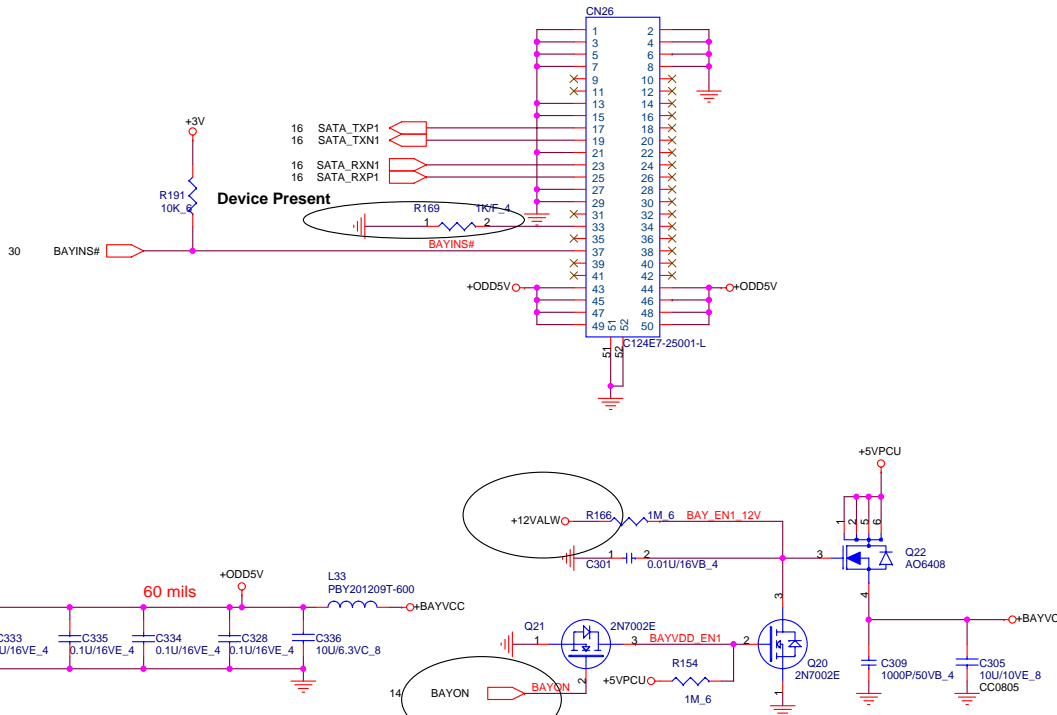 CN26
1 2
3 4
5 6
7 8
9 10
11 12
13 14
15 16
16 SATA_TXP1 17 18
16 SATA_TXN1 19 20
21 22
16 SATA_RXN1 23 24
16 SATA_RXP1 25 26
27 28
29 30
31 32
33 34
35 36
37 38
39 40
41 42
+ODD5V 43 44 +ODD5V
45 46
47 48
49 50
51 52
51 52
C124E7-25001-L
+3V
R191
10K_6
Device Present
R169 1K/F_4
1 2
BAYINS#
30 BAYINS#
+5VPCU
+12VALW R166 1M_6 BAY_EN1_12V
1 2 5 6
3 Q22
AO6408
4
1 2
C301 0.01U/16VB_4
60 mils
+ODD5V
L33
PBY201209T-600
+BAYVCC
C333
U/16VE_4
C335
0.1U/16VE_4
C334
0.1U/16VE_4
C328
0.1U/16VE_4
C336
10U/6.3VC_8
Q21 2N7002E
1 3 BAYVDD_EN1 2
2
3
Q20
2N7002E
1
R154
+5VPCU
1M_6
14 BAYON BAYON
+BAYVC
C309
1000P/50VB_4
C305
10U/10VE_8
CC0805